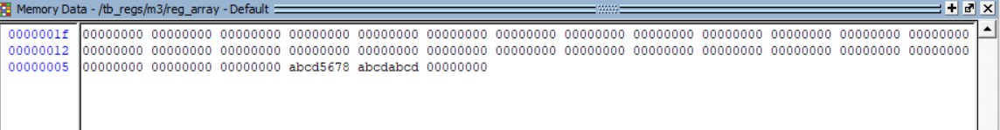 Memory Data - /tb_regs/m3/reg_array - Default
0000001f 00000000 00000000 00000000 00000000 00000000 00000000 00000000 00000000 00000000 00000000 00000000 00000000 00000000
00000012 00000000 00000000 00000000 00000000 00000000 00000000 00000000 00000000 00000000 00000000 00000000 00000000 00000000
00000005 00000000 00000000 00000000 abcd5678 abcdabcd 00000000